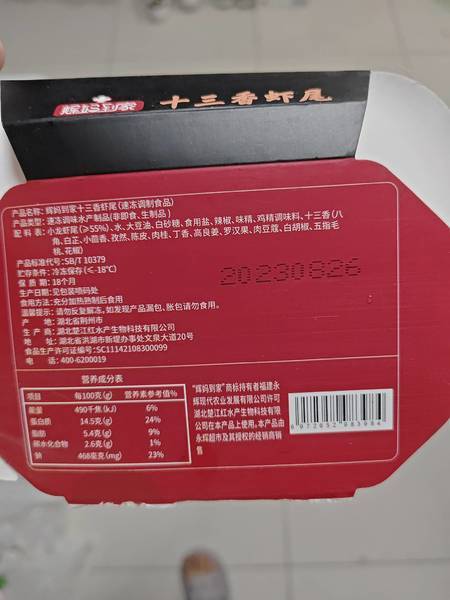 辉妈到家 十三香虾尾
产品名称: 辉妈到家十三香虾尾(速冻调制食品)
产品类型: 速冻调味水产制品(非即食、生制品)
配 料 表: 小龙虾尾(≥55%)、水、大豆油、白砂糖、食用盐、辣椒、味精、鸡精调味料、十三香(八
角、白芷、小茴香、孜然、陈皮、肉桂、丁香、高良姜、罗汉果、肉豆蔻、白胡椒、五指毛
桃、花椒)
产品标准代号: SB/T 10379
贮存条件: 冷冻保存(≤-18℃)
保 质 期: 18个月
生产日期: 见包装喷码处
20230826
食用方法: 充分加热熟制后食用
温馨提示: 请勿反复解冻,如发现产品漏包、胀包请勿食用。
产 地: 湖北省荆州市
生 产 商: 湖北楚江红水产生物科技有限公司
地 址: 湖北省洪湖市新堤办事处文泉大道20号
食品生产许可证编号: SC11142108300099
电 话: 400-6200019
营养成分表
项目 每100克(g) 营养素参考值%
能量 490千焦(kJ) 6%
蛋白质 14.5克(g) 24%
脂肪 5.4克(g) 9%
碳水化合物 2.6克(g) 1%
钠 468毫克(mg) 23%
“辉妈到家”商标持有者福建永
辉现代农业发展有限公司许可
湖北楚江红水产生物科技有限
公司在本产品上使用。本产品由
永辉超市及其授权的经销商销
售
6 972652 983984